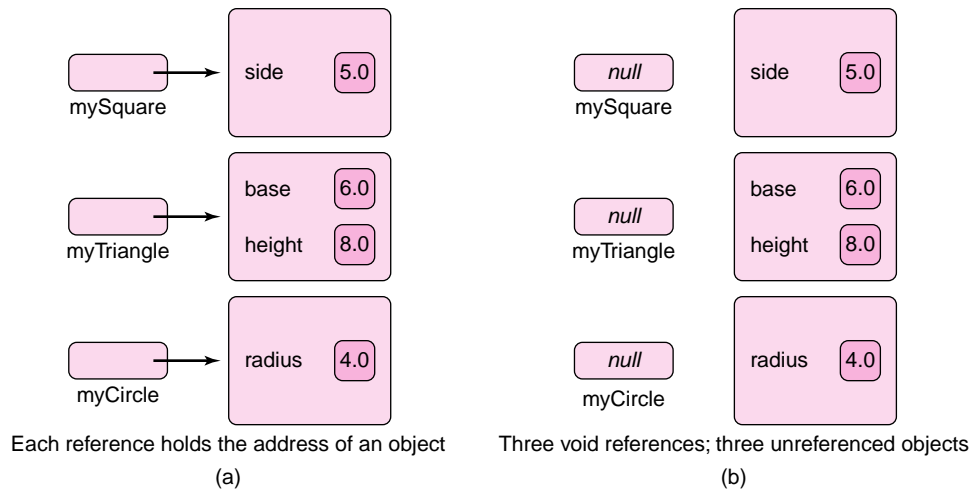 side 5.0
mySquare
base 6.0
height 8.0
myTriangle
radius 4.0
myCircle
Each reference holds the address of an object
(a)
null
side 5.0
mySquare
base 6.0
null
height 8.0
myTriangle
null
radius 4.0
myCircle
Three void references; three unreferenced objects
(b)